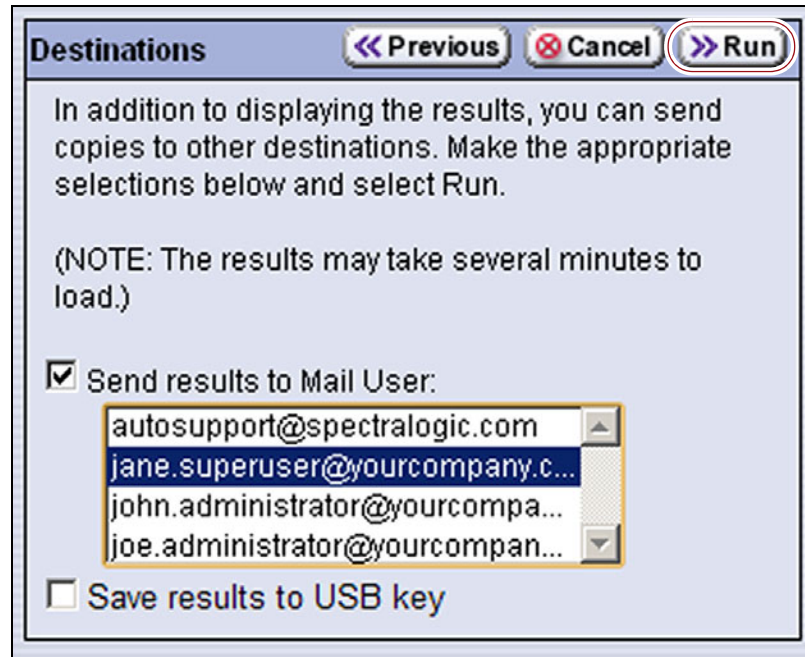 Destinations
Previous
Cancel
Run
In addition to displaying the results, you can send
copies to other destinations. Make the appropriate
selections below and select Run.
(NOTE: The results may take several minutes to
load.)
Send results to Mail User:
autosupport@spectralogic.com
jane.superuser@yourcompany.c...
john.administrator@yourcompa...
joe.administrator@yourcompan...
Save results to USB key